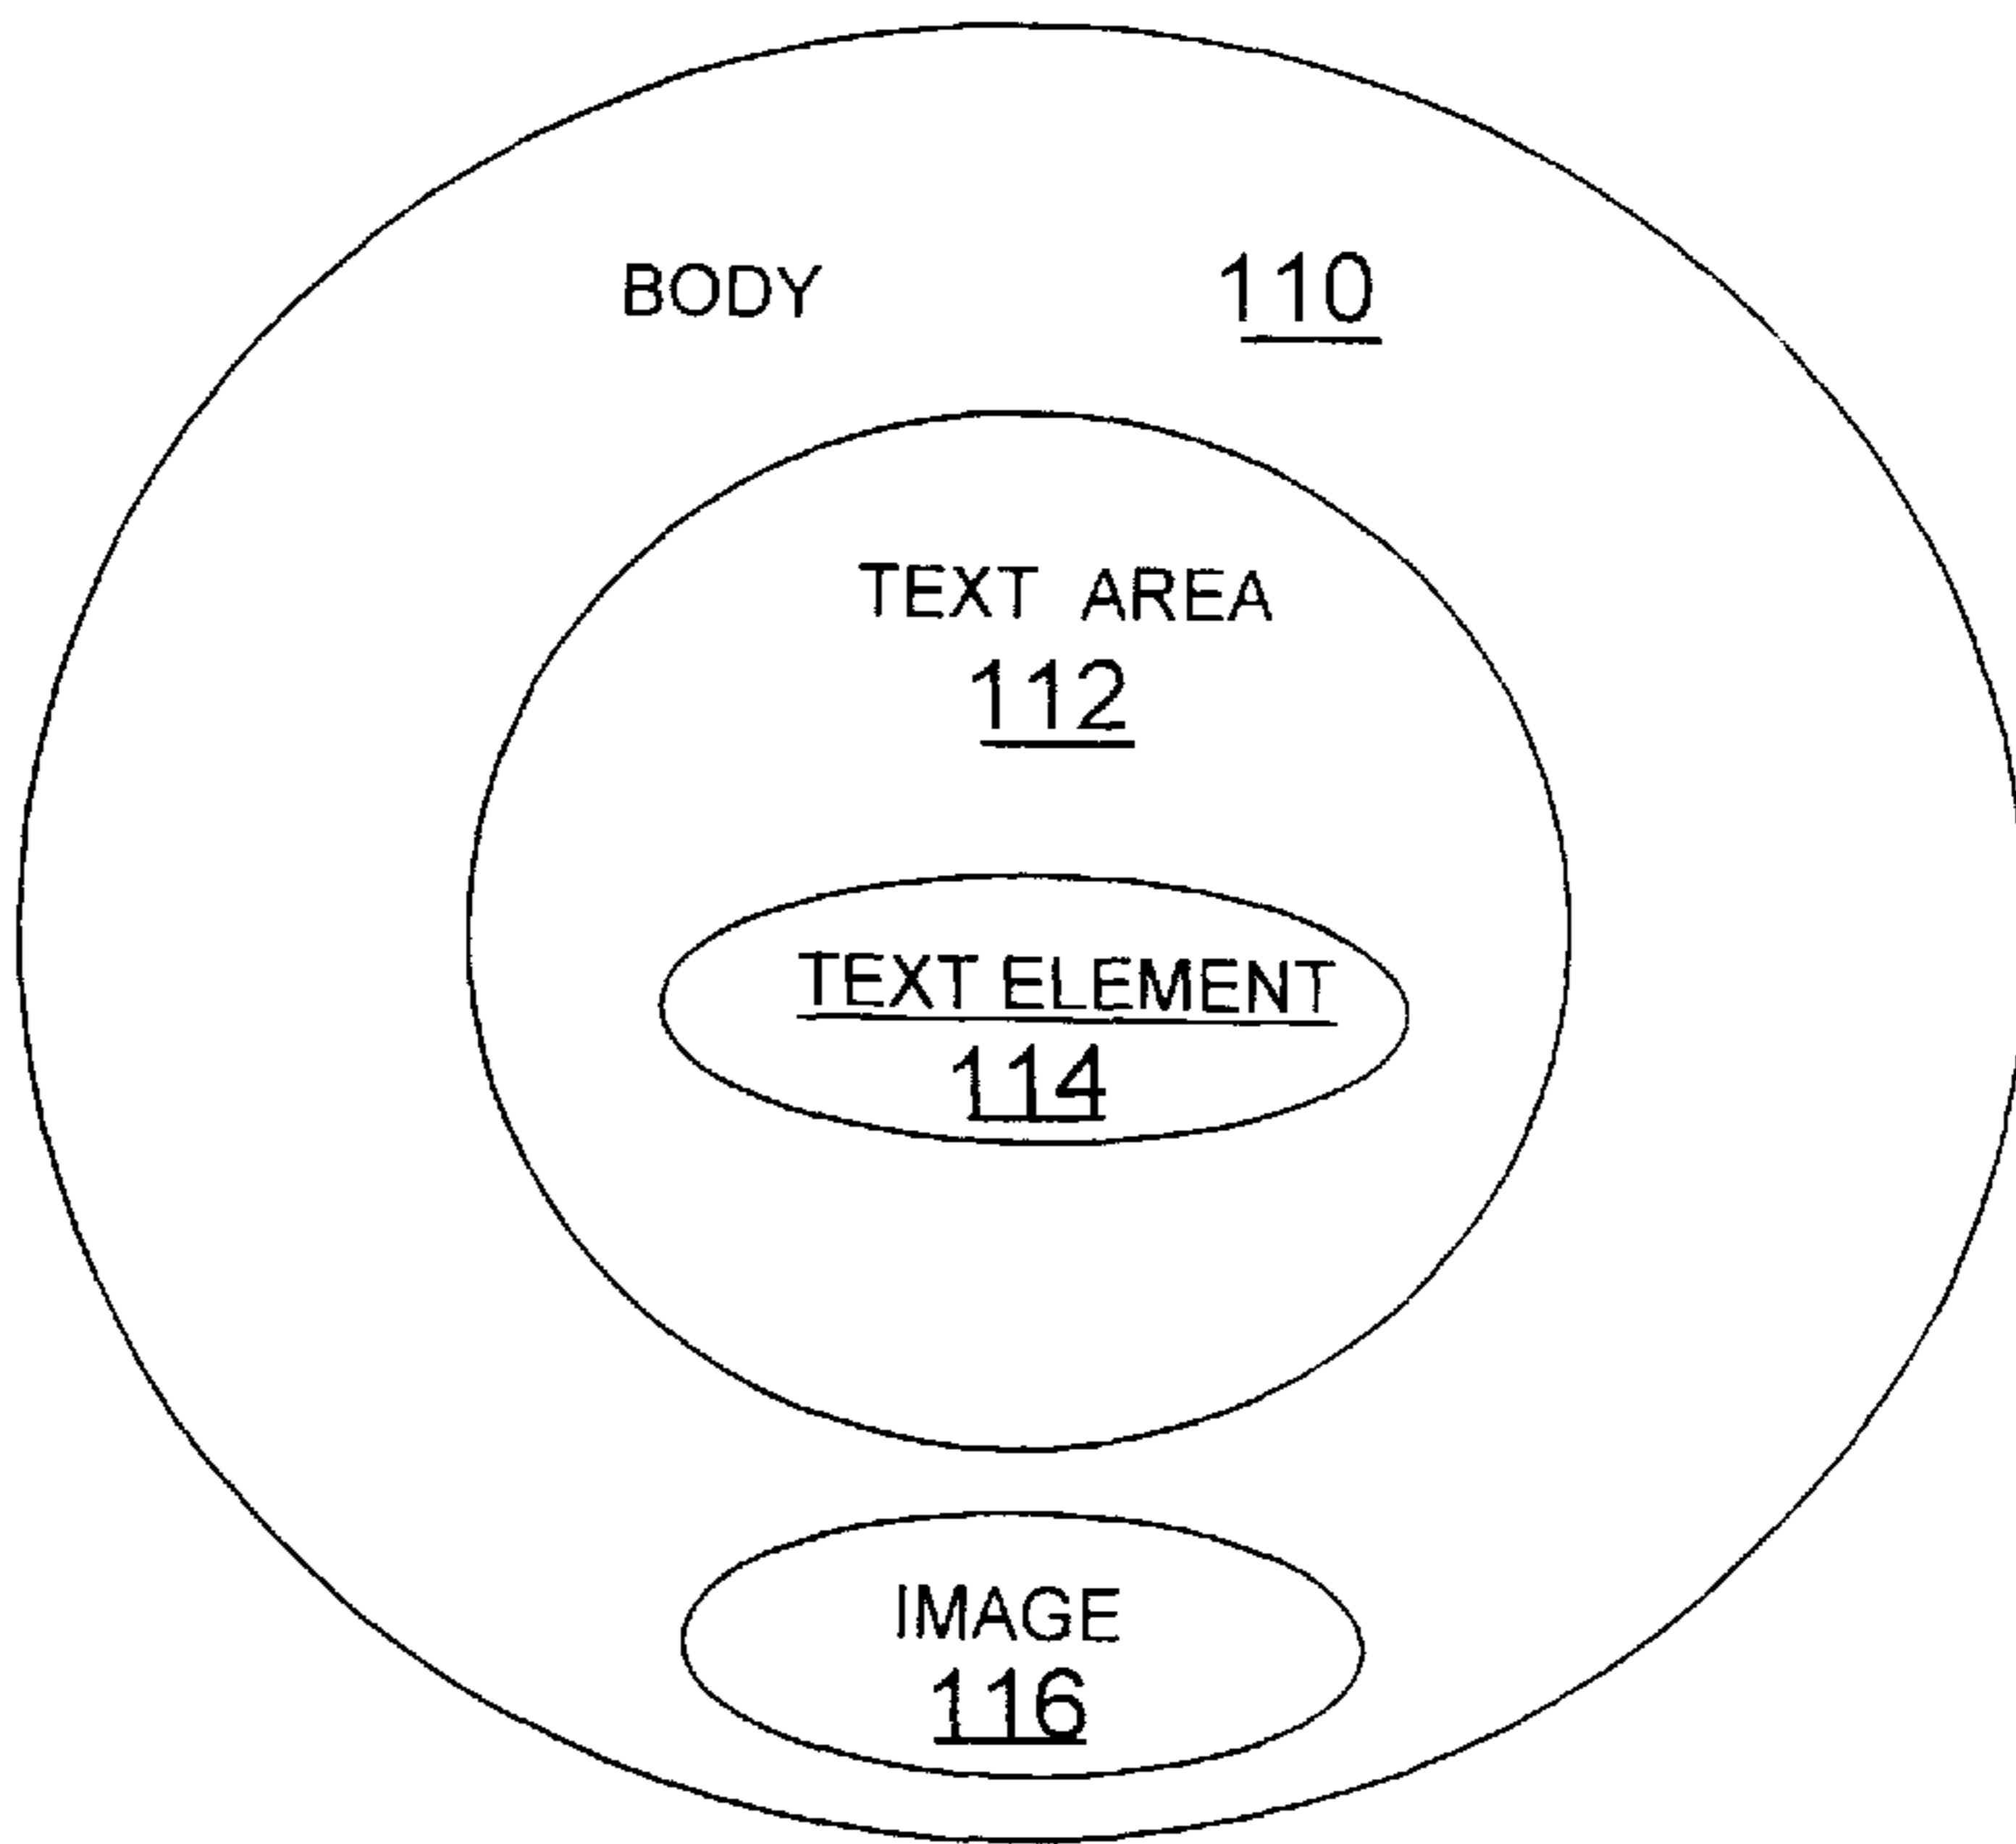 BODY 110
TEXT AREA
112
TEXT ELEMENT
114
IMAGE
116